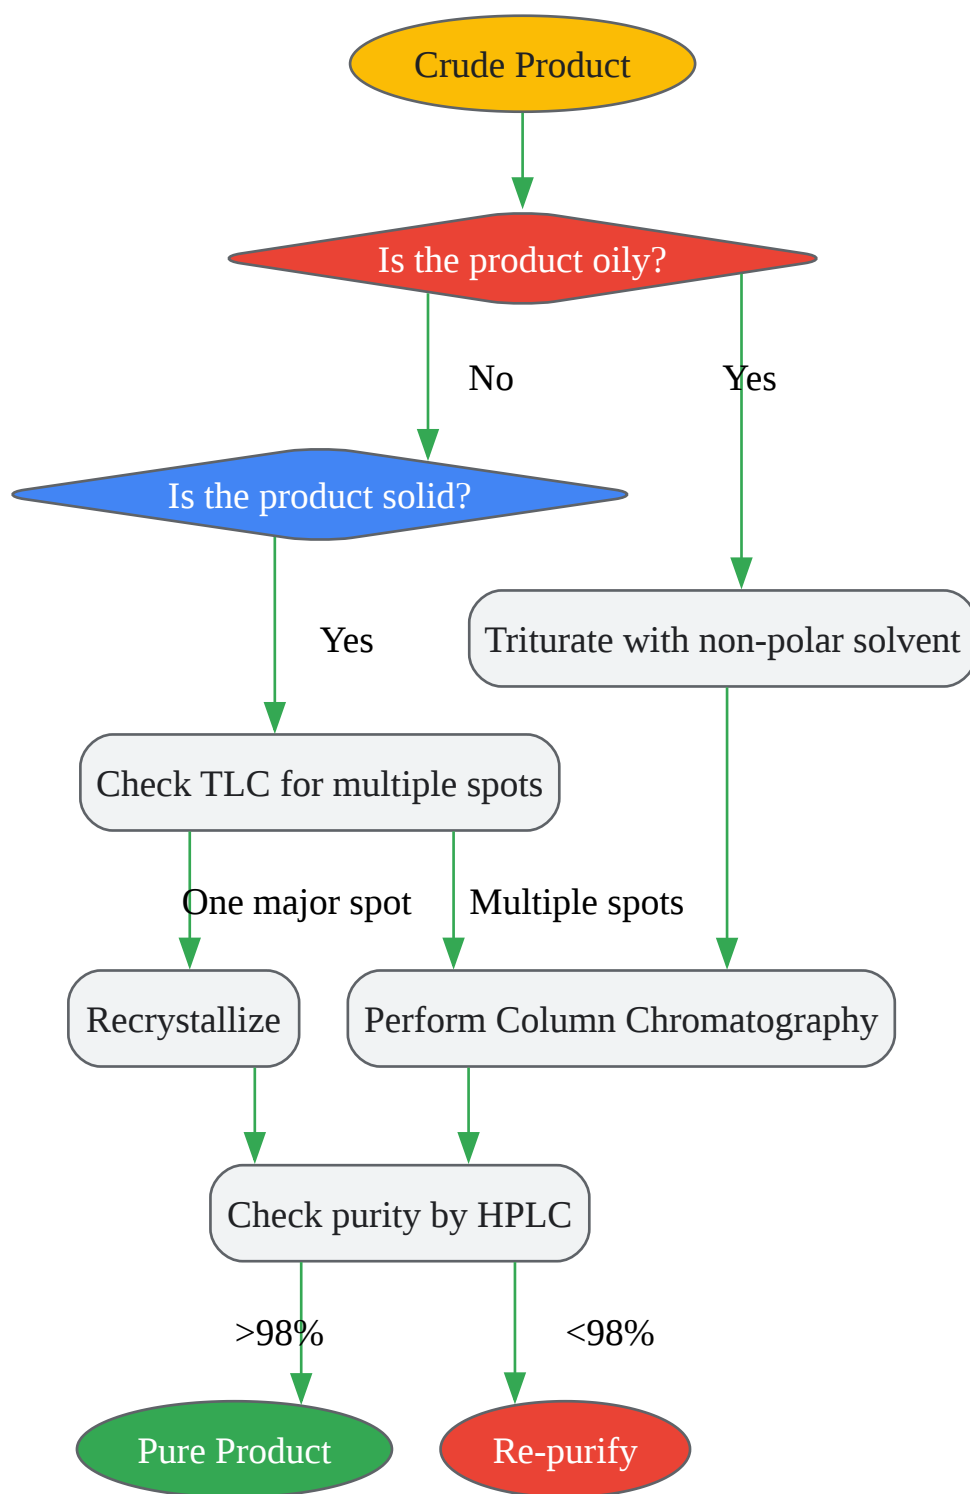 Crude Product
Is the product oily?
No
Yes
Is the product solid?
Yes
Triturate with non-polar solvent
Check TLC for multiple spots
One major spot
Multiple spots
Recrystallize
Perform Column Chromatography
Check purity by HPLC
>98%
<98%
Pure Product
Re-purify